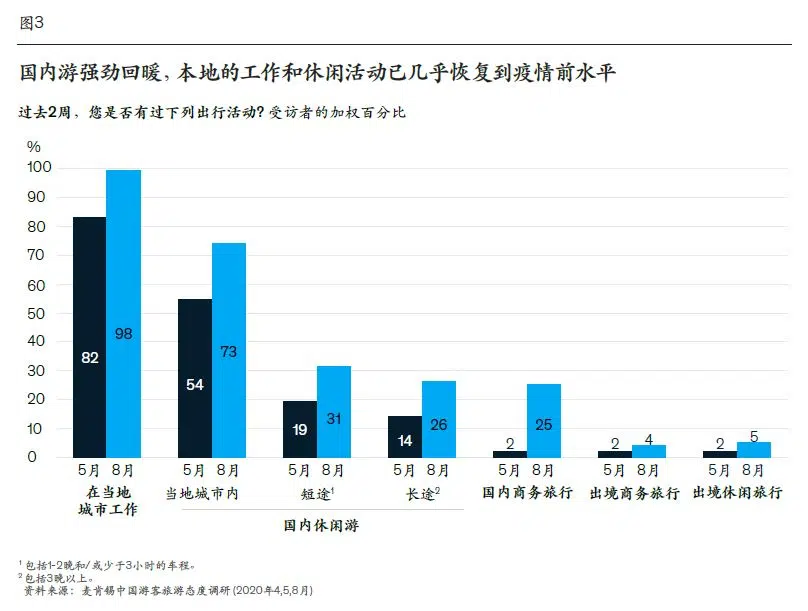 图3
国内游强劲回暖，本地的工作和休闲活动已几乎恢复到疫情前水平
过去2周，您是否有过下列出行活动？受访者的加权百分比
%
100
90
80
70
60
50
40
30
20
10
0
82 98 54 73 19 31 14 26 2 25 2 4 2 5
5月 8月 5月 8月 5月 8月 5月 8月 5月 8月 5月 8月 5月 8月
在当地 当地城市内 短途¹ 长途² 国内商务旅行 出境商务旅行 出境休闲旅行
城市工作
国内休闲游
¹ 包括1-2晚和/或少于3小时的车程。
² 包括3晚以上。
资料来源：麦肯锡中国游客旅游态度调研（2020年4,5,8月）